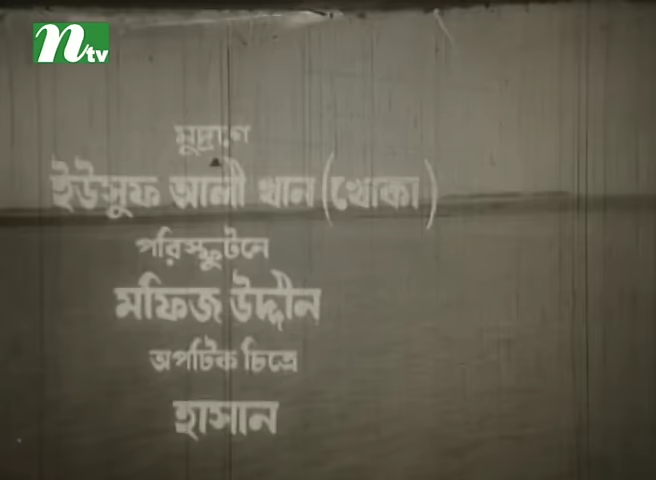 ntv
মুদ্রণে
ইউসুফ আলী খান (খোকা)
পরিস্ফুটনে
মফিজ উদ্দীন
অপটিক চিত্রে
হাসান